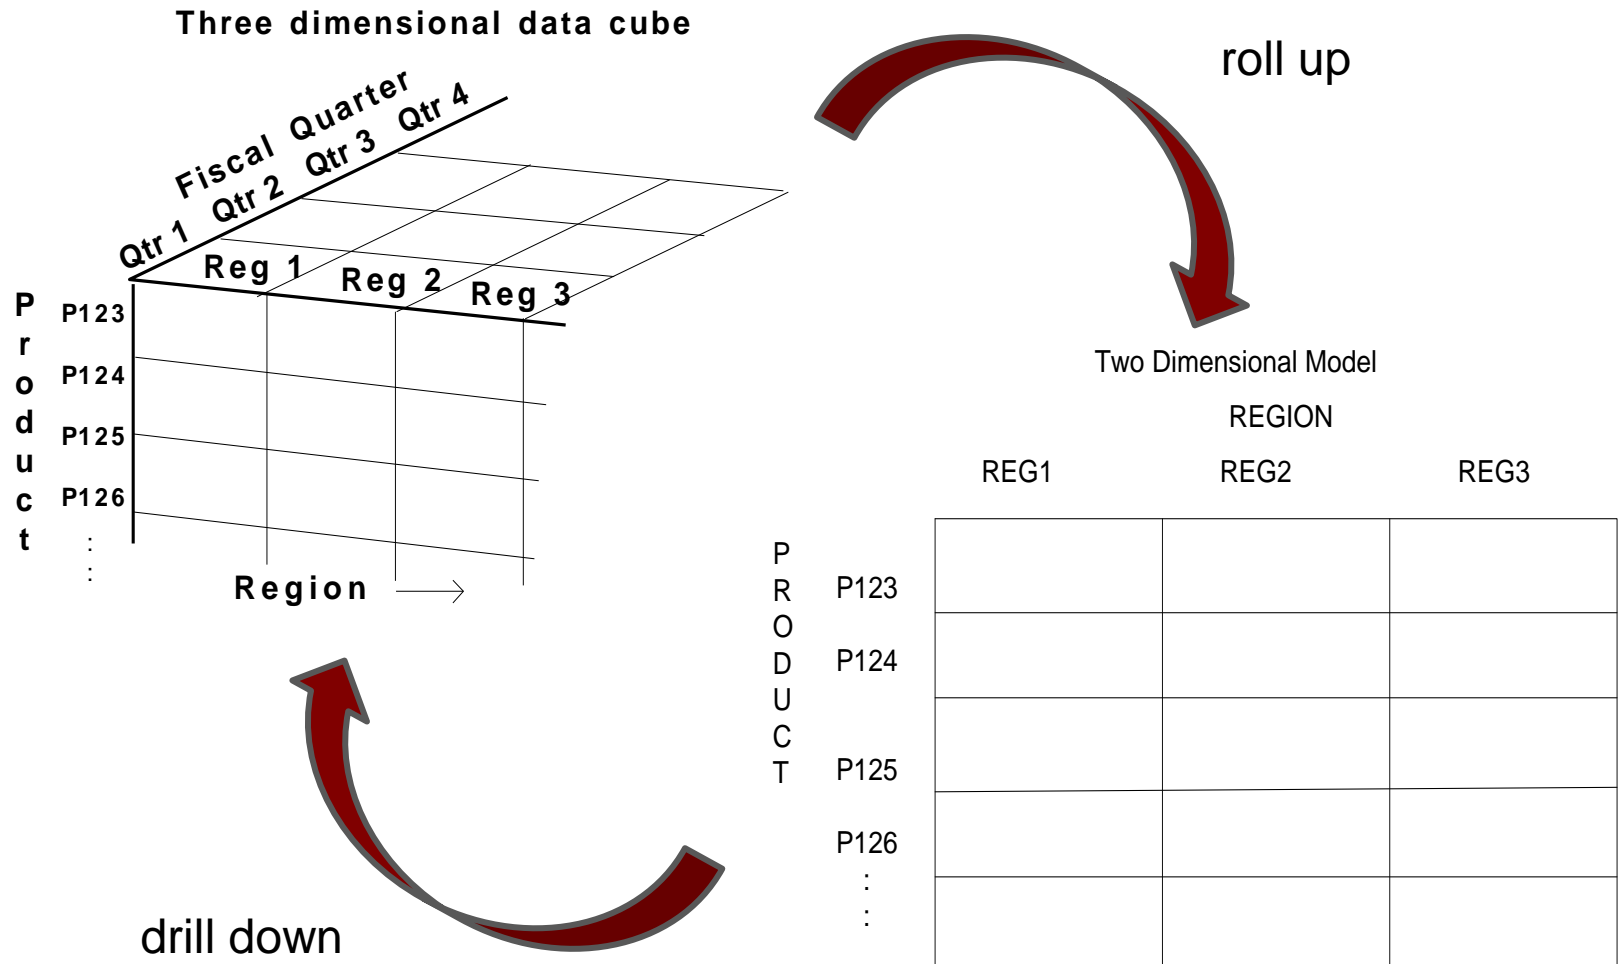 Three dimensional data cube
roll up
Fiscal Quarter
Qtr 1 Qtr 2 Qtr 3 Qtr 4
Reg 1 Reg 2 Reg 3
Product
P123
P124
P125
P126
:
:
Region
Two Dimensional Model
REGION
REG1 REG2 REG3
PRODUCT
P123
P124
P125
P126
:
:
drill down